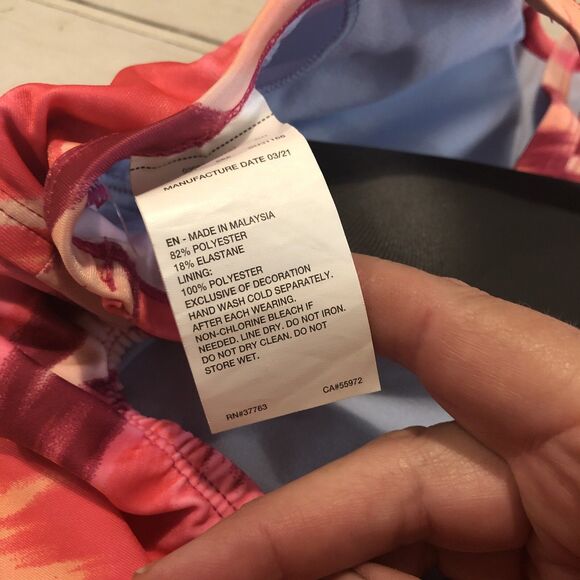 MANUFACTURE DATE 03/21
EN - MADE IN MALAYSIA
82% POLYESTER
18% ELASTANE
LINING:
100% POLYESTER
EXCLUSIVE OF DECORATION
HAND WASH COLD SEPARATELY.
AFTER EACH WEARING.
NON-CHLORINE BLEACH IF
NEEDED. LINE DRY. DO NOT IRON.
DO NOT DRY CLEAN. DO NOT
STORE WET.
RN#37763 CA#55972